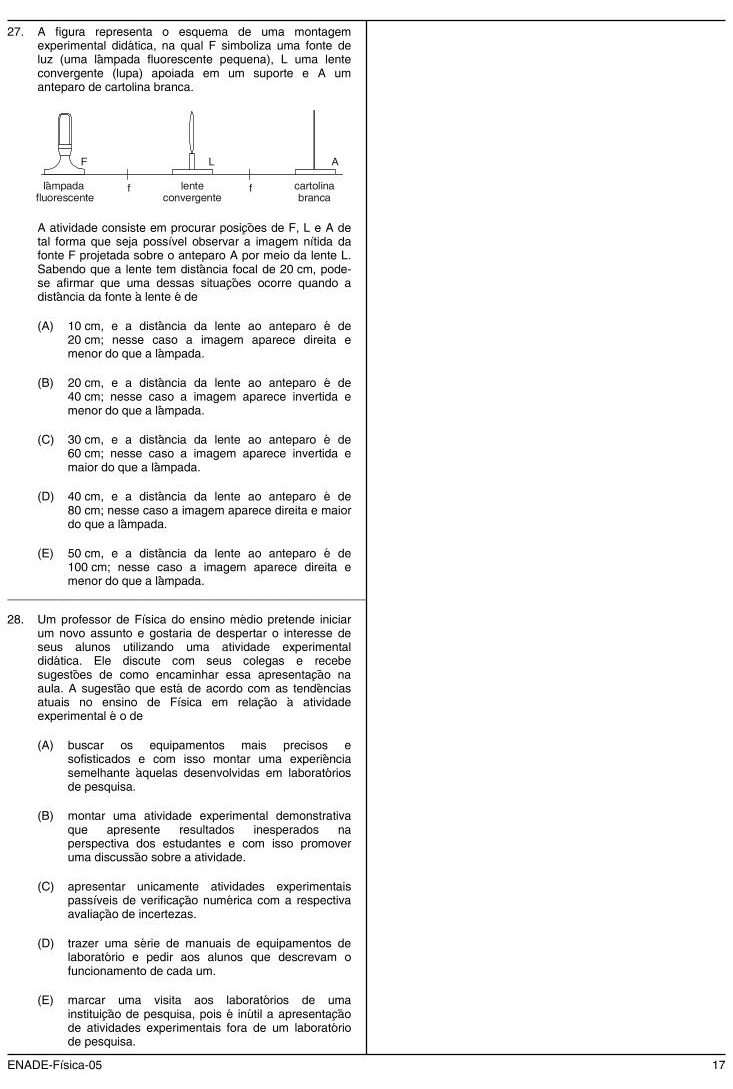 27. A figura representa o esquema de uma montagem
experimental didática, na qual F simboliza uma fonte de
luz (uma lâmpada fluorescente pequena), L uma lente
convergente (lupa) apoiada em um suporte e A um
anteparo de cartolina branca.
F L A
lâmpada f lente f cartolina
fluorescente convergente branca
A atividade consiste em procurar posições de F, L e A de
tal forma que seja possível observar a imagem nítida da
fonte F projetada sobre o anteparo A por meio da lente L.
Sabendo que a lente tem distância focal de 20 cm, pode-
se afirmar que uma dessas situações ocorre quando a
distância da fonte à lente é de
(A) 10 cm, e a distância da lente ao anteparo é de
20 cm; nesse caso a imagem aparece direita e
menor do que a lâmpada.
(B) 20 cm, e a distância da lente ao anteparo é de
40 cm; nesse caso a imagem aparece invertida e
menor do que a lâmpada.
(C) 30 cm, e a distância da lente ao anteparo é de
60 cm; nesse caso a imagem aparece invertida e
maior do que a lâmpada.
(D) 40 cm, e a distância da lente ao anteparo é de
80 cm; nesse caso a imagem aparece direita e maior
do que a lâmpada.
(E) 50 cm, e a distância da lente ao anteparo é de
100 cm; nesse caso a imagem aparece direita e
menor do que a lâmpada.
28. Um professor de Física do ensino médio pretende iniciar
um novo assunto e gostaria de despertar o interesse de
seus alunos utilizando uma atividade experimental
didática. Ele discute com seus colegas e recebe
sugestões de como encaminhar essa apresentação na
aula. A sugestão que está de acordo com as tendências
atuais no ensino de Física em relação à atividade
experimental é o de
(A) buscar os equipamentos mais precisos e
sofisticados e com isso montar uma experiência
semelhante àquelas desenvolvidas em laboratórios
de pesquisa.
(B) montar uma atividade experimental demonstrativa
que apresente resultados inesperados na
perspectiva dos estudantes e com isso promover
uma discussão sobre a atividade.
(C) apresentar unicamente atividades experimentais
passíveis de verificação numérica com a respectiva
avaliação de incertezas.
(D) trazer uma série de manuais de equipamentos de
laboratório e pedir aos alunos que descrevam o
funcionamento de cada um.
(E) marcar uma visita aos laboratórios de uma
instituição de pesquisa, pois é inútil a apresentação
de atividades experimentais fora de um laboratório
de pesquisa.
ENADE-Física-05 17